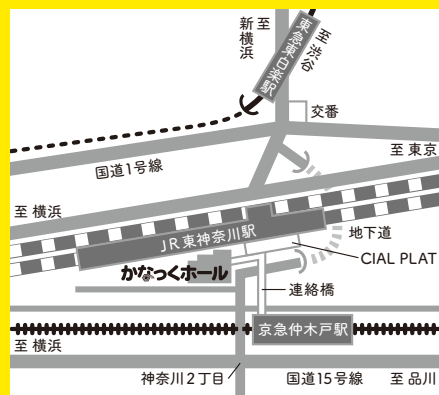 至
新横浜
東急東白楽駅
至 渋谷
交番
至 東京
国道1号線
至 横浜
JR東神奈川駅
地下道
CIAL PLAT
かなっくホール
連絡橋
京急仲木戸駅
至 横浜
神奈川2丁目
国道15号線
至 品川